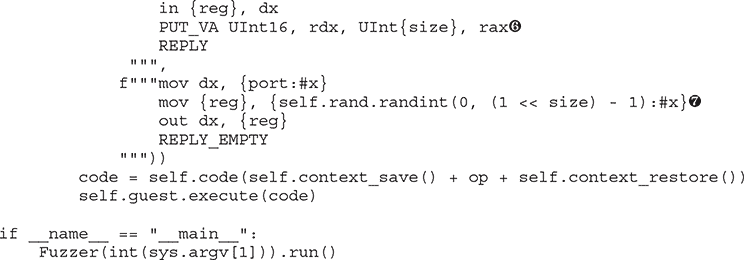 in {reg}, dx
PUT_VA UInt16, rdx, UInt{size}, rax❻
REPLY
""",
f"""mov dx, {port:#x}
mov {reg}, {self.rand.randint(0, (1 << size) - 1):#x}❼
out dx, {reg}
REPLY_EMPTY
"""))
code = self.code(self.context_save() + op + self.context_restore())
self.guest.execute(code)
if __name__ == "__main__":
Fuzzer(int(sys.argv[1])).run()